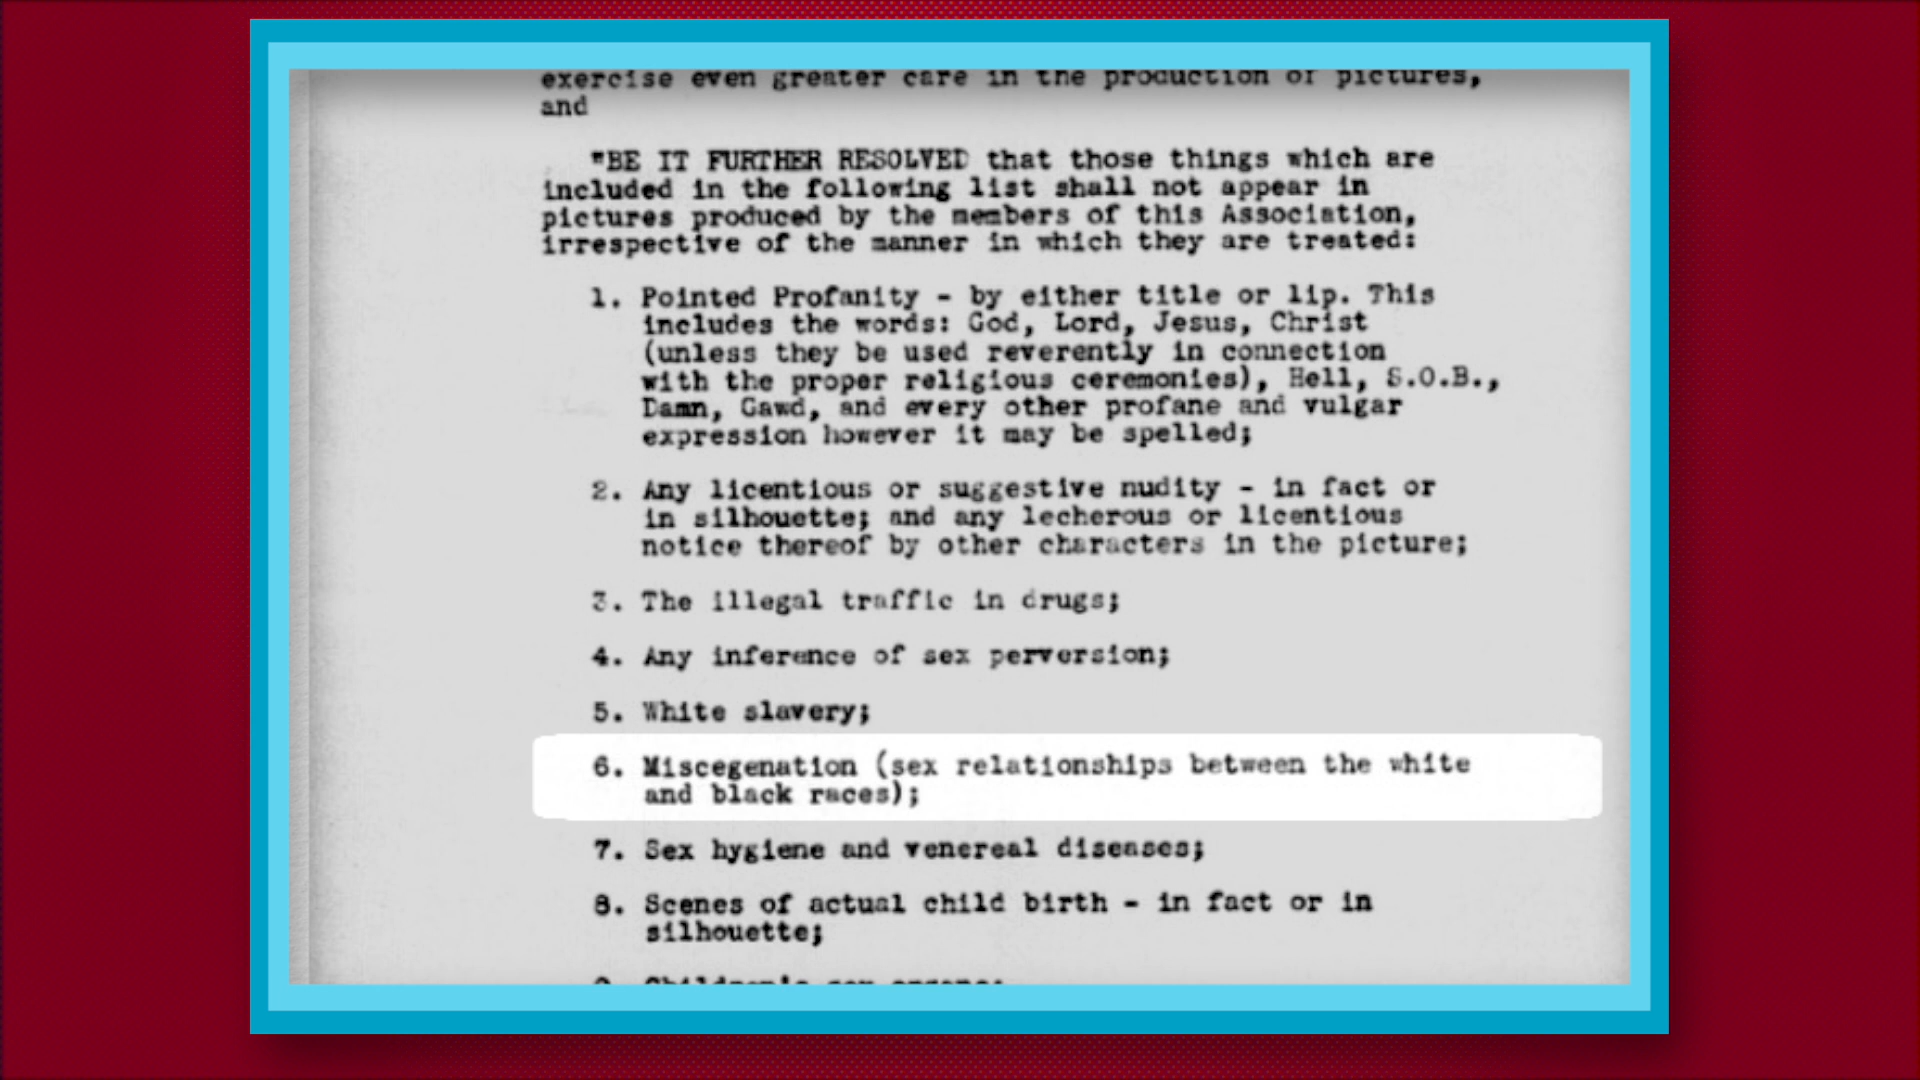 exercise even greater care in the production of pictures,
and
"BE IT FURTHER RESOLVED that those things which are
included in the following list shall not appear in
pictures produced by the members of this Association,
irrespective of the manner in which they are treated:
1. Pointed Profanity - by either title or lip. This
includes the words: God, Lord, Jesus, Christ
(unless they be used reverently in connection
with the proper religious ceremonies), Hell, S.O.B.,
Damn, Gawd, and every other profane and vulgar
expression however it may be spelled;
2. Any licentious or suggestive nudity - in fact or
in silhouette; and any lecherous or licentious
notice thereof by other characters in the picture;
3. The illegal traffic in drugs;
4. Any inference of sex perversion;
5. White slavery;
6. Miscegenation (sex relationships between the white
and black races);
7. Sex hygiene and venereal diseases;
8. Scenes of actual child birth - in fact or in
silhouette;
9. Children's sex organs;